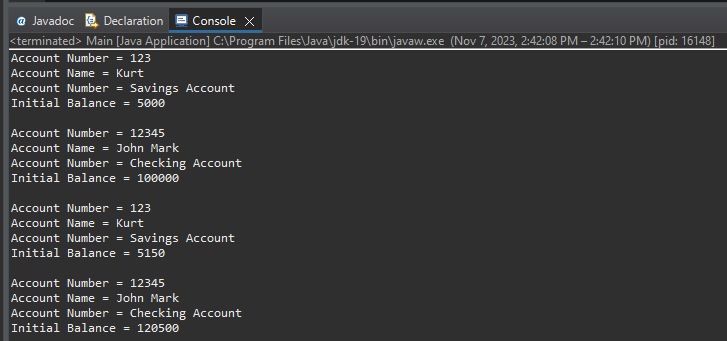 @ Javadoc Declaration Console
<terminated> Main [Java Application] C:\Program Files\Java\jdk-19\bin\javaw.exe (Nov 7, 2023, 2:42:08 PM – 2:42:10 PM) [pid: 16148]
Account Number = 123
Account Name = Kurt
Account Number = Savings Account
Initial Balance = 5000
Account Number = 12345
Account Name = John Mark
Account Number = Checking Account
Initial Balance = 100000
Account Number = 123
Account Name = Kurt
Account Number = Savings Account
Initial Balance = 5150
Account Number = 12345
Account Name = John Mark
Account Number = Checking Account
Initial Balance = 120500